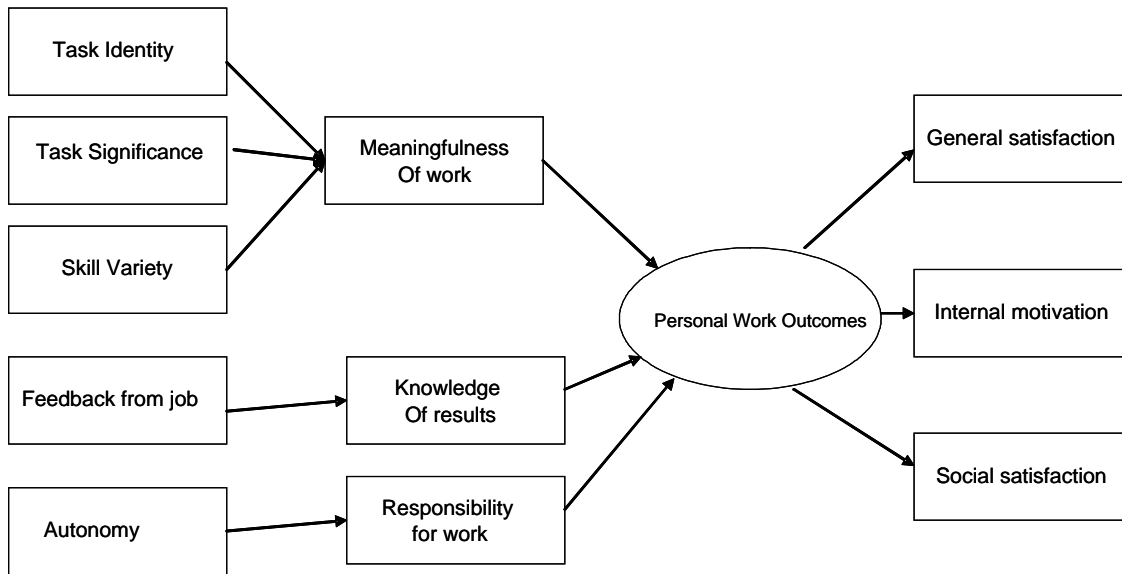 Task Identity
Task Significance
Skill Variety
Feedback from job
Autonomy
Meaningfulness
Of work
Knowledge
Of results
Responsibility
for work
Personal Work Outcomes
General satisfaction
Internal motivation
Social satisfaction